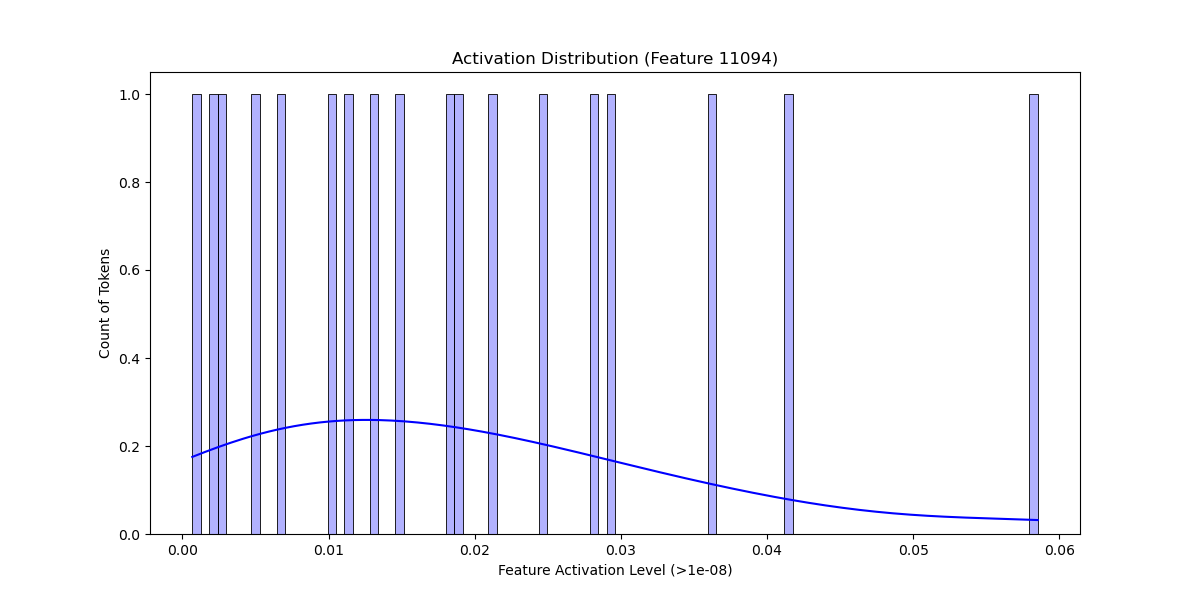 Activation Distribution (Feature 11094)
1.0
0.8
0.6
0.4
0.2
0.0
Count of Tokens
0.00 0.01 0.02 0.03 0.04 0.05 0.06
Feature Activation Level (>1e-08)